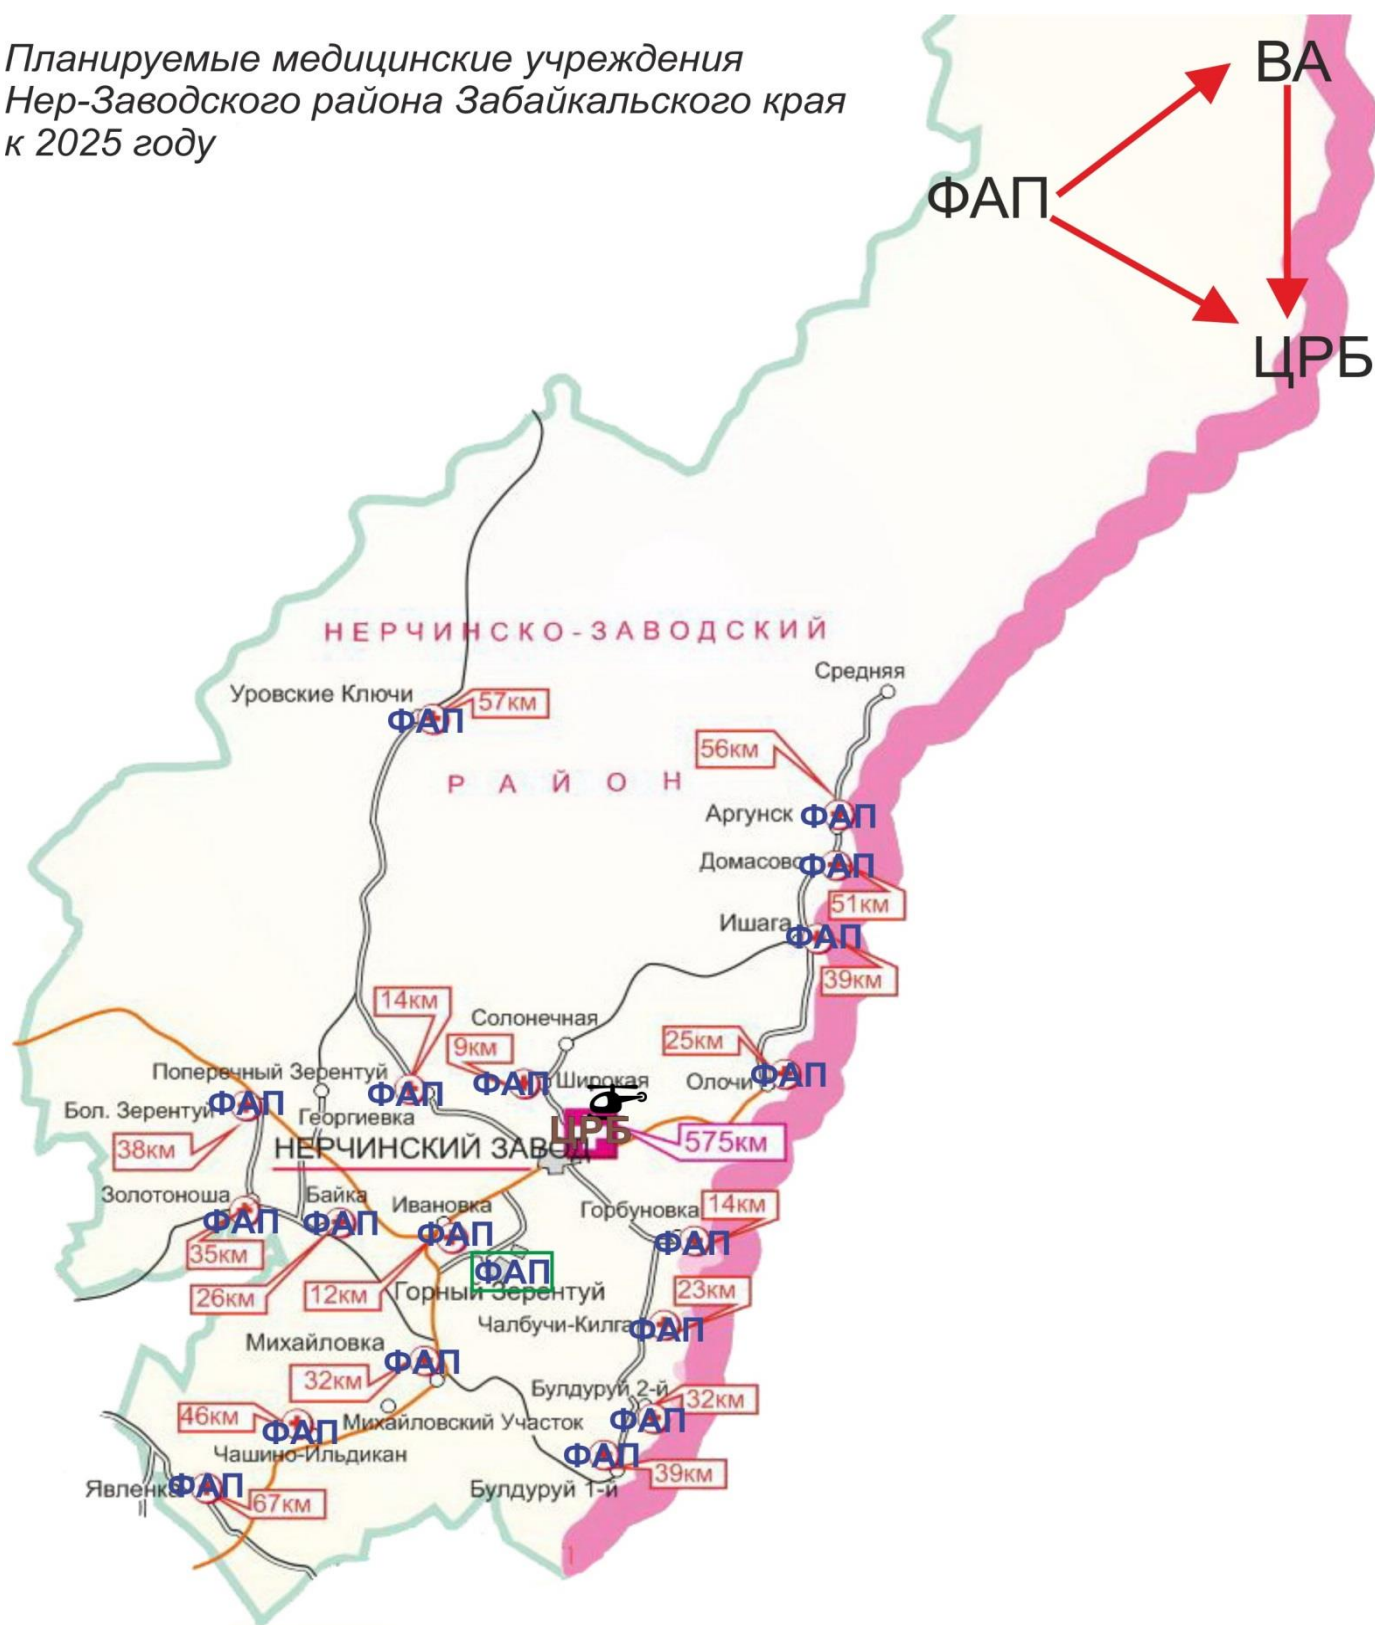 Планируемые медицинские учреждения
Нер-Заводского района Забайкальского края
к 2025 году
ВА
ФАП
ЦРБ
НЕРЧИНСКО-ЗАВОДСКИЙ
РАЙОН
Средняя
Уровские Ключи
ФАП
57км
56км
Аргунск
ФАП
Домасово
ФАП
51км
Ишага
ФАП
39км
14км
Солонечная
9км
25км
Поперечный Зерентуй
ФАП
ФАП
Широкая
Олочи
ФАП
Бол. Зерентуй
ФАП
Георгиевка
38км
НЕРЧИНСКИЙ ЗАВОД
ЦРБ
575км
Золотоноша
ФАП
35км
Байка
ФАП
26км
Ивановка
ФАП
12км
Горбуновка
14км
ФАП
ФАП
Горный Зерентуй
23км
Чалбучи-Килга
ФАП
Михайловка
ФАП
32км
Булдуруй 2-й
32км
ФАП
46км
ФАП
Михайловский Участок
Чашино-Ильдикан
ФАП
39км
Булдуруй 1-й
Явленка
ФАП
67км
1